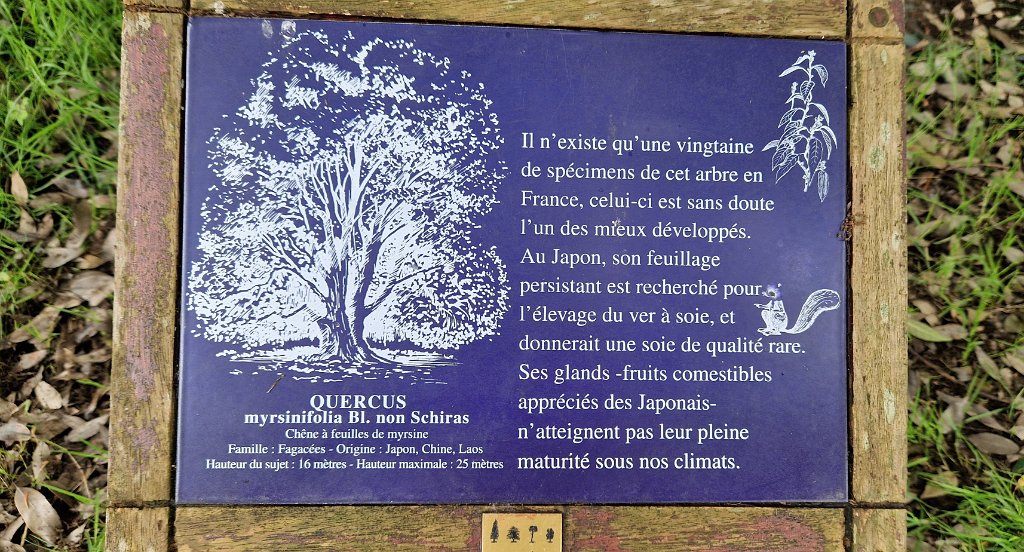 Il n'existe qu'une vingtaine
de spécimens de cet arbre en
France, celui-ci est sans doute
l'un des mieux développés.
Au Japon, son feuillage
persistant est recherché pour
l'élevage du ver à soie, et
donnerait une soie de qualité rare.
Ses glands -fruits comestibles
appréciés des Japonais-
n'atteignent pas leur pleine
maturité sous nos climats.
QUERCUS
myrsinifolia Bl. non Schiras
Chêne à feuilles de myrsine
Famille : Fagacées - Origine : Japon, Chine, Laos
Hauteur du sujet : 16 mètres - Hauteur maximale : 25 mètres